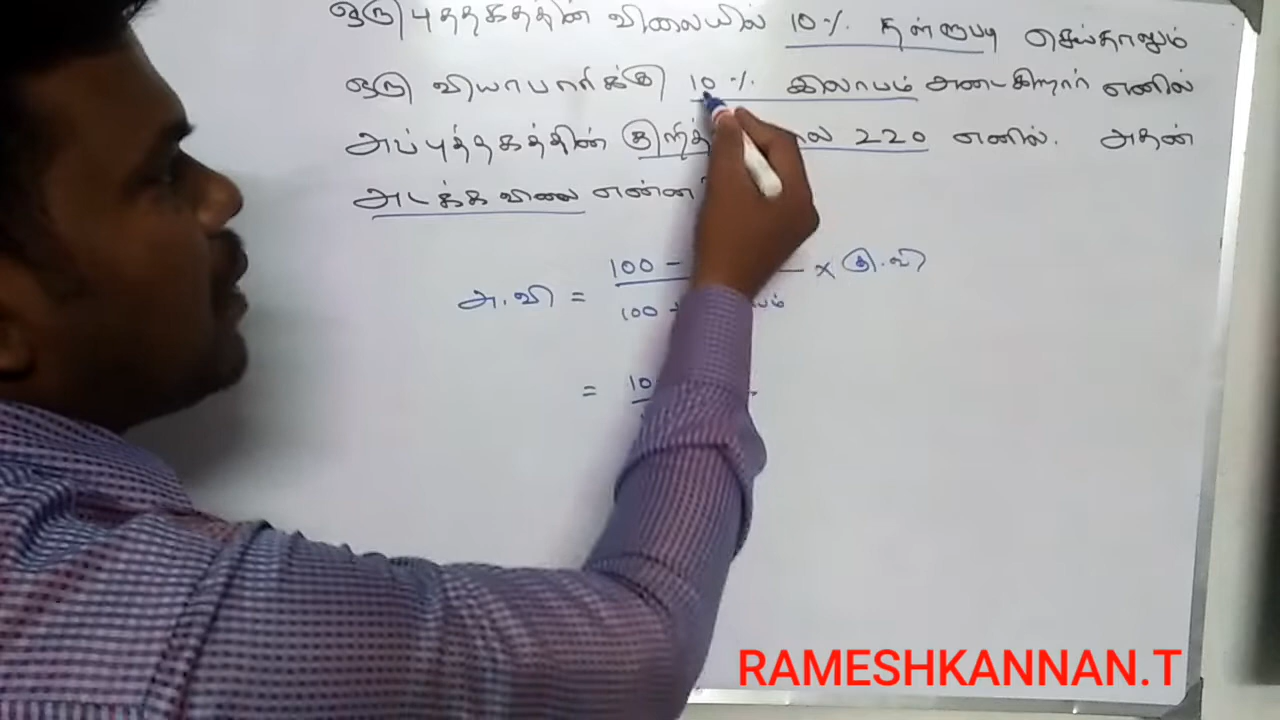 ஒரு புத்தகத்தின் விலையில் 10% தள்ளுபடி செய்தாலும்
ஒரு வியாபாரிக்கு 10% இலாபம் அடைகிறார் எனில்
அப்புத்தகத்தின் குறித் லை 220 எனில். அதன்
அடக்க விலை என்ன
100 - × கு.வி
அ.வி =
100 + பம்
= 10
RAMESHKANNAN.T